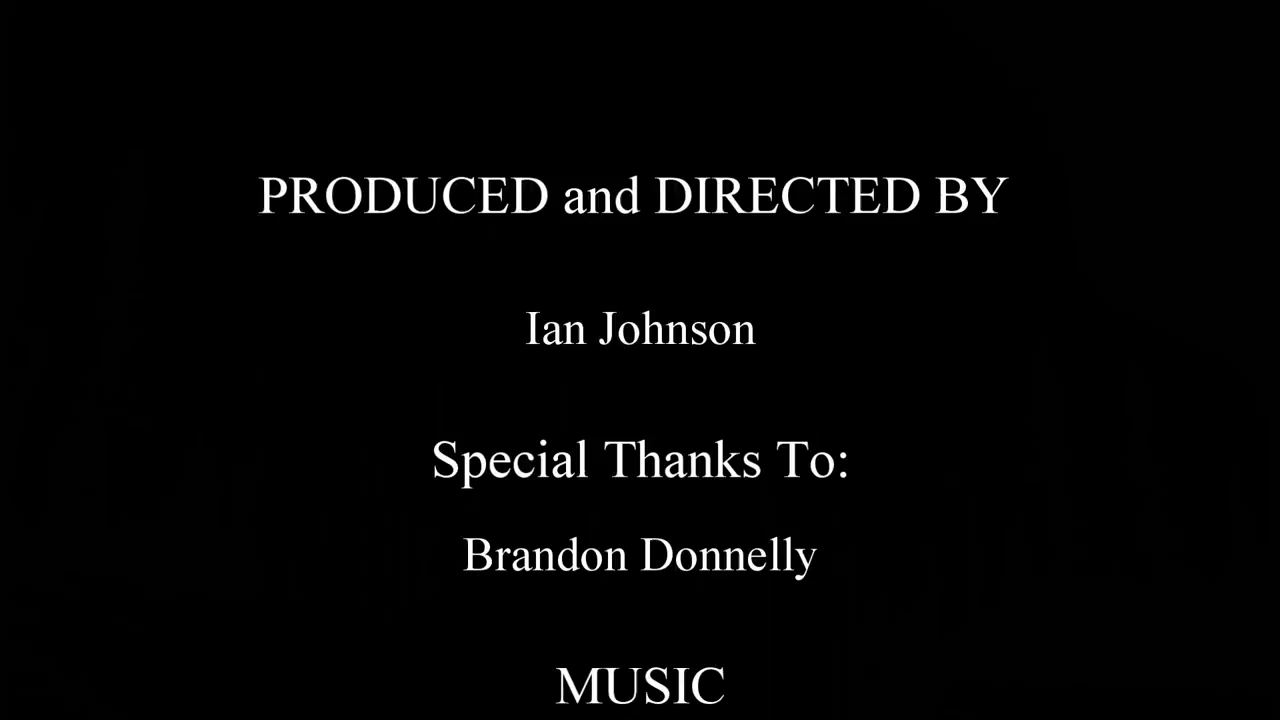 PRODUCED and DIRECTED BY
Ian Johnson
Special Thanks To:
Brandon Donnelly
MUSIC